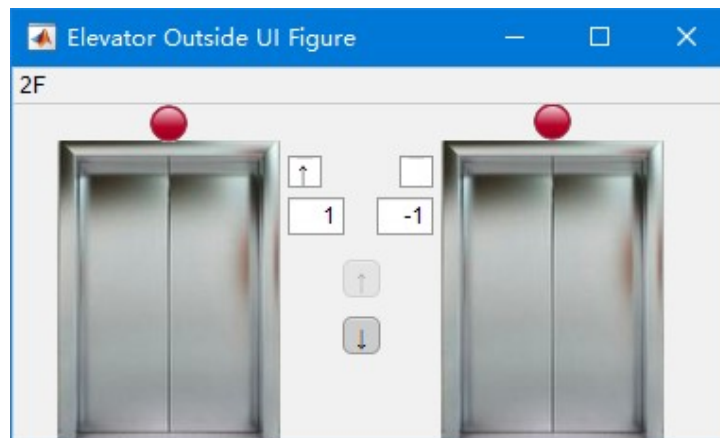 Elevator Outside UI Figure
2F
↑
1 -1
↑
↓